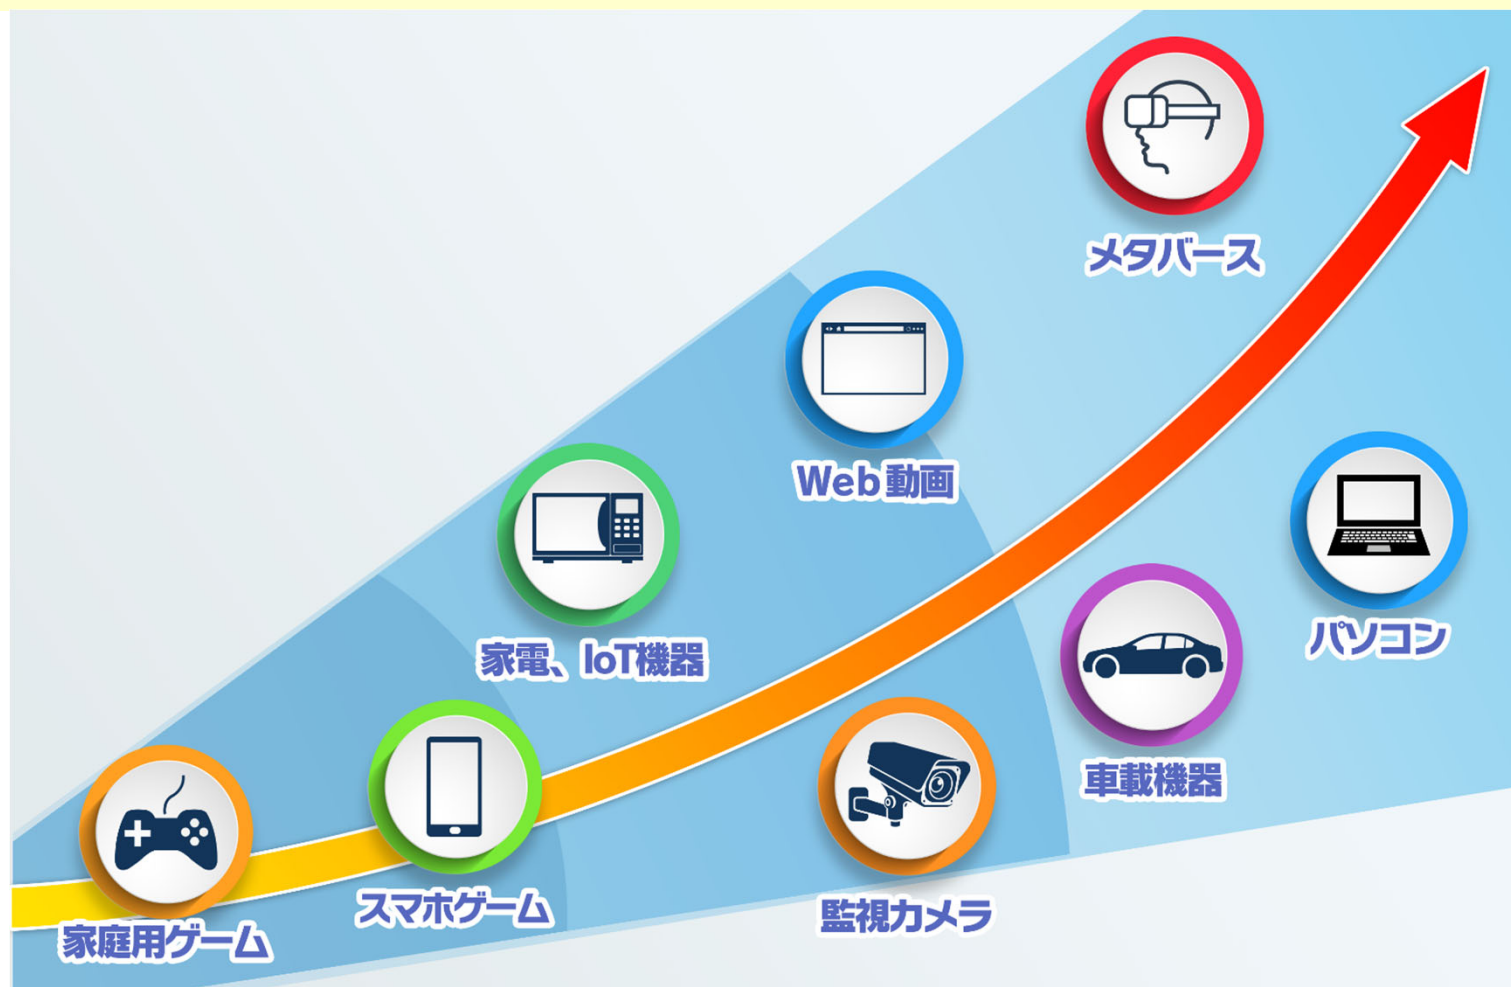 メタバース
Web動画
家電、IoT機器
パソコン
車載機器
スマホゲーム
監視カメラ
家庭用ゲーム